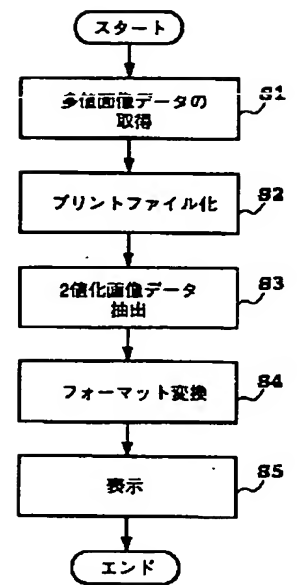 スタート
多値画像データの
取得
S1
プリントファイル化
S2
2値化画像データ
抽出
S3
フォーマット変換
S4
表示
S5
エンド